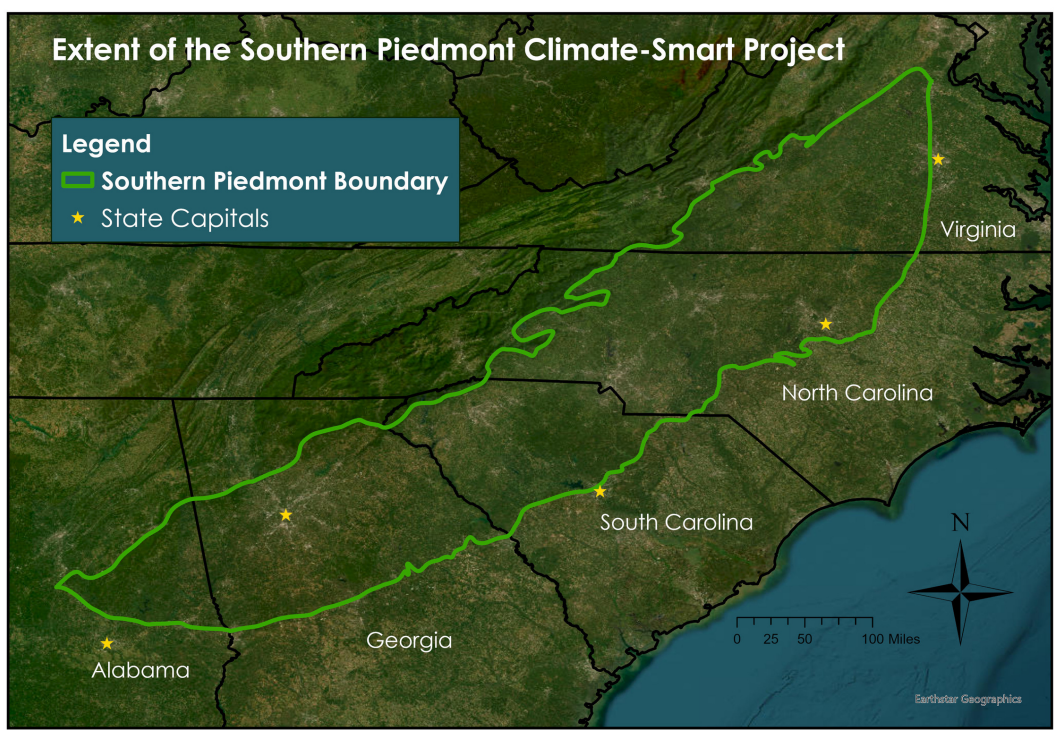 Extent of the Southern Piedmont Climate-Smart Project
Legend
Southern Piedmont Boundary
State Capitals
Virginia
North Carolina
South Carolina
Georgia
Alabama
N
0 25 50 100 Miles
Earthstar Geographics